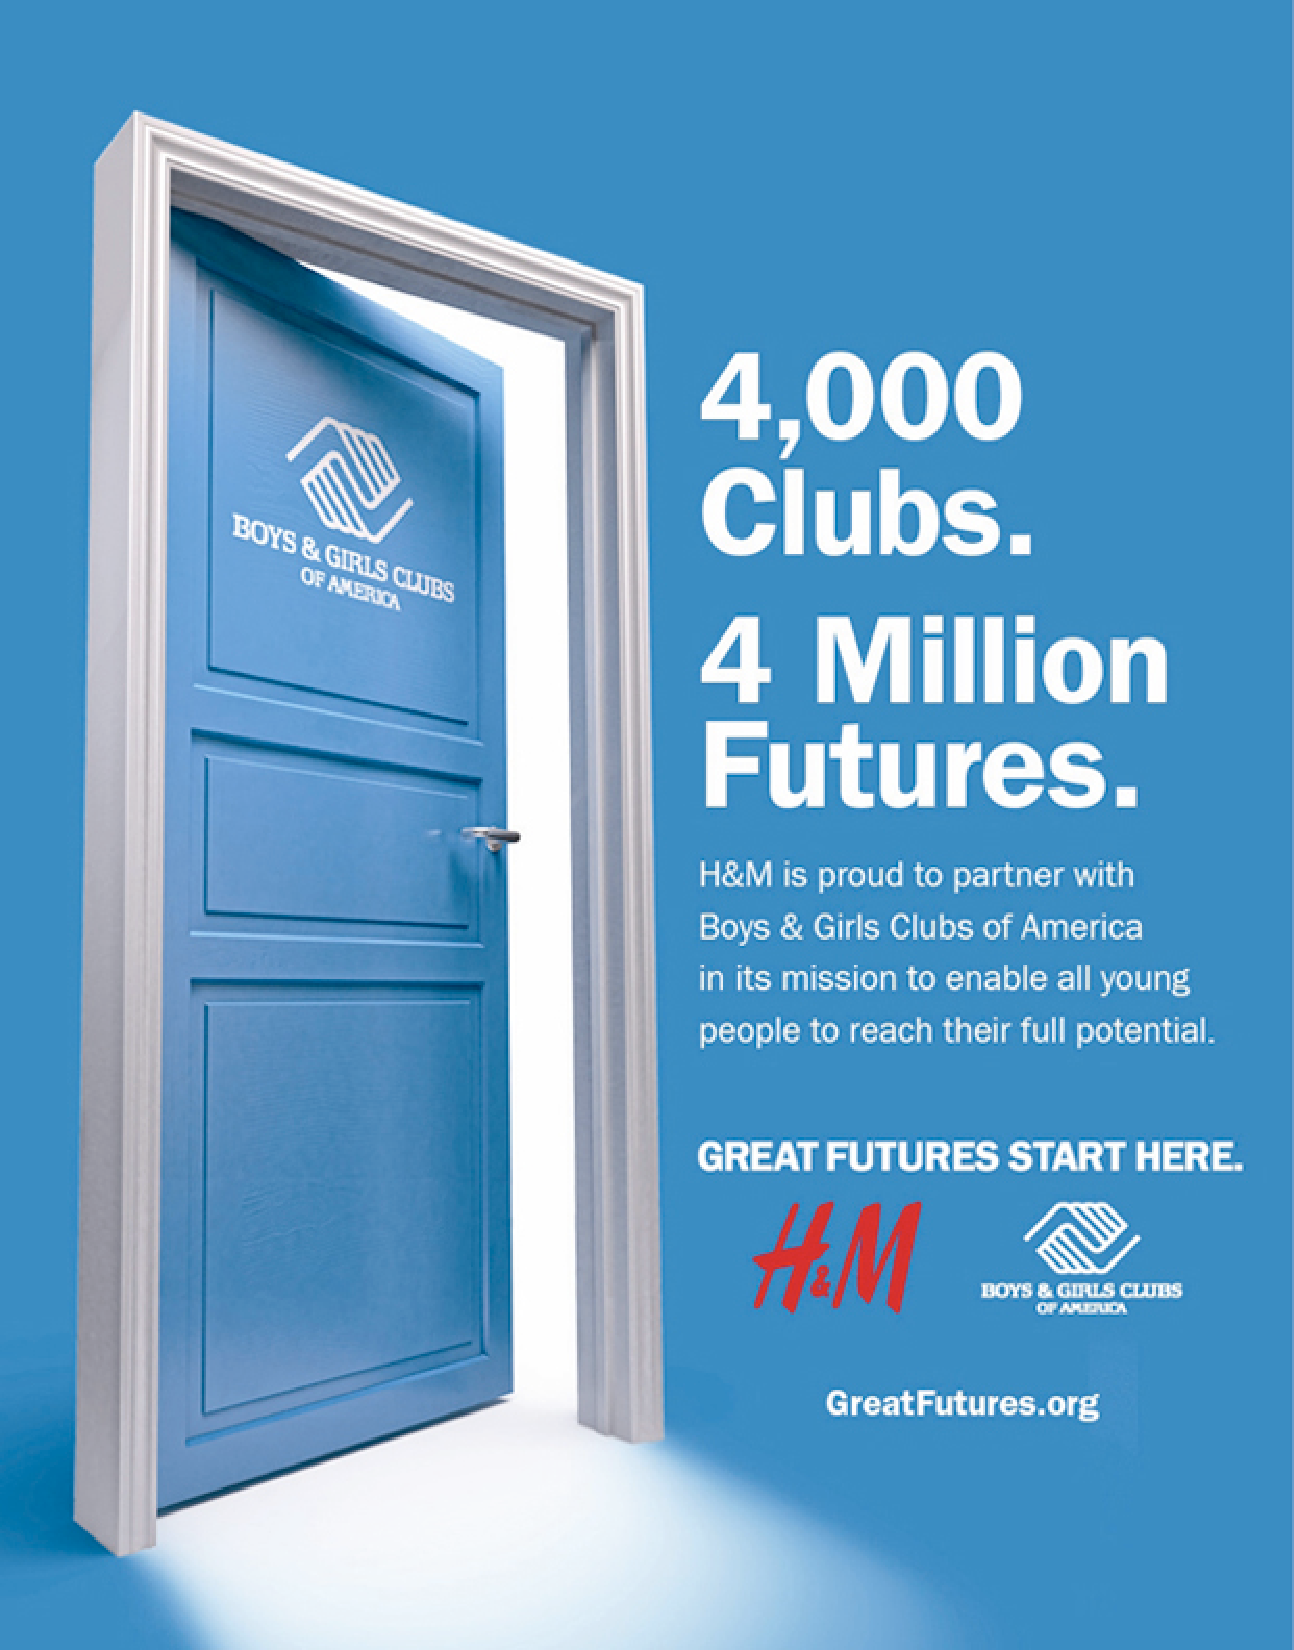 BOYS & GIRLS CLUBS
OF AMERICA
4,000
Clubs.
4 Million
Futures.
H&M is proud to partner with
Boys & Girls Clubs of America
in its mission to enable all young
people to reach their full potential.
GREAT FUTURES START HERE.
H&M
BOYS & GIRLS CLUBS
OF AMERICA
GreatFutures.org